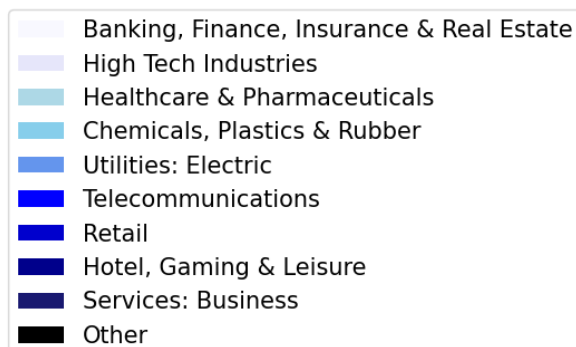 Banking, Finance, Insurance & Real Estate
High Tech Industries
Healthcare & Pharmaceuticals
Chemicals, Plastics & Rubber
Utilities: Electric
Telecommunications
Retail
Hotel, Gaming & Leisure
Services: Business
Other